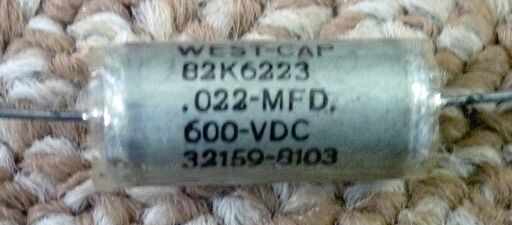 WEST-CAP
82K6223
.022-MFD.
600-VDC
32159-8103